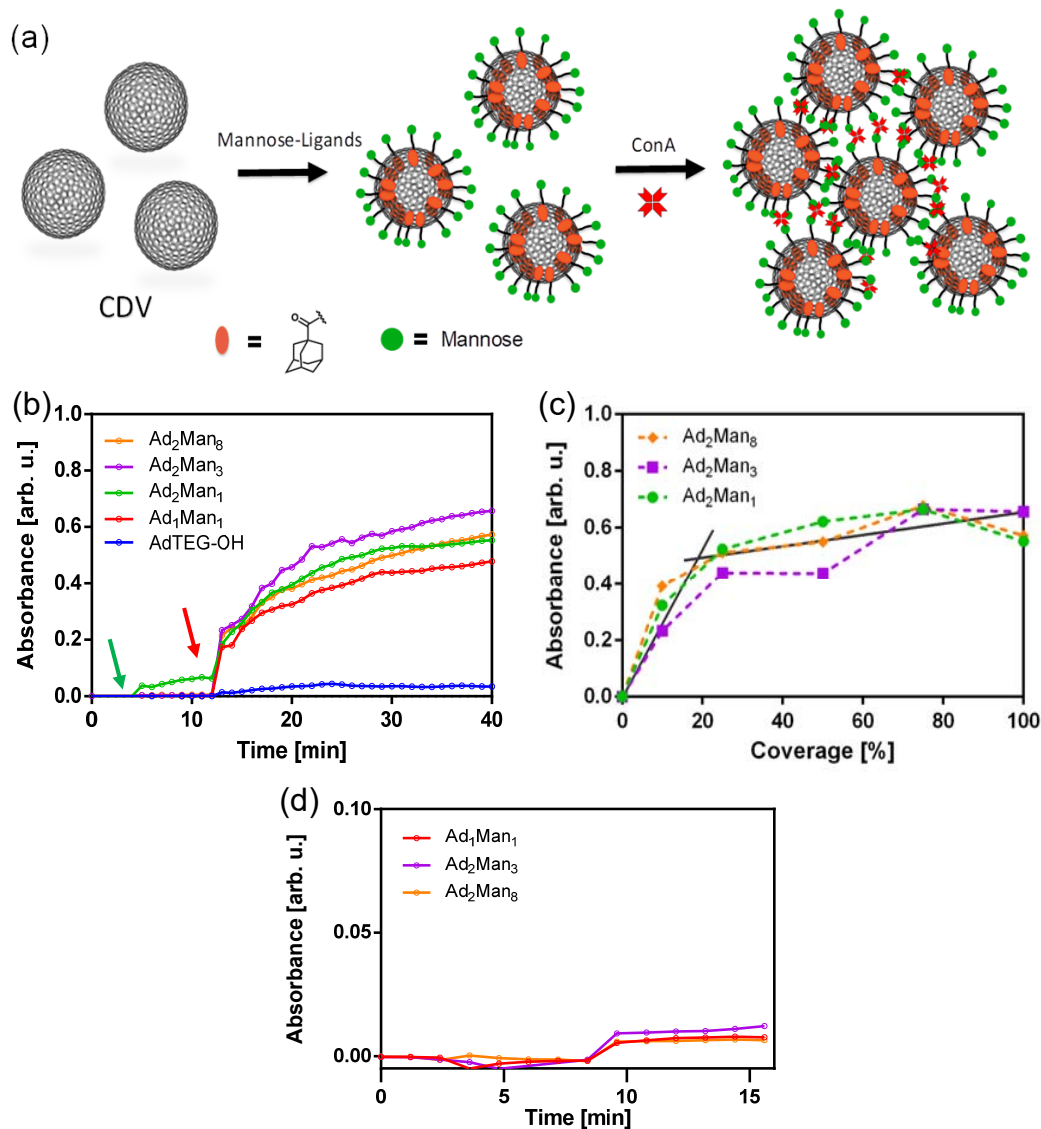 (a)
Mannose-Ligands
ConA
CDV
=
O
= Mannose
(b)
Absorbance [arb. u.]
1.0
0.8
0.6
0.4
0.2
0.0
Ad₂Man₈
Ad₂Man₃
Ad₂Man₁
Ad₁Man₁
AdTEG-OH
0 10 20 30 40
Time [min]
(c)
Absorbance [arb. u.]
1.0
0.8
0.6
0.4
0.2
0.0
Ad₂Man₈
Ad₂Man₃
Ad₂Man₁
0 20 40 60 80 100
Coverage [%]
(d)
Absorbance [arb. u.]
0.10
0.05
0.00
Ad₁Man₁
Ad₂Man₃
Ad₂Man₈
0 5 10 15
Time [min]